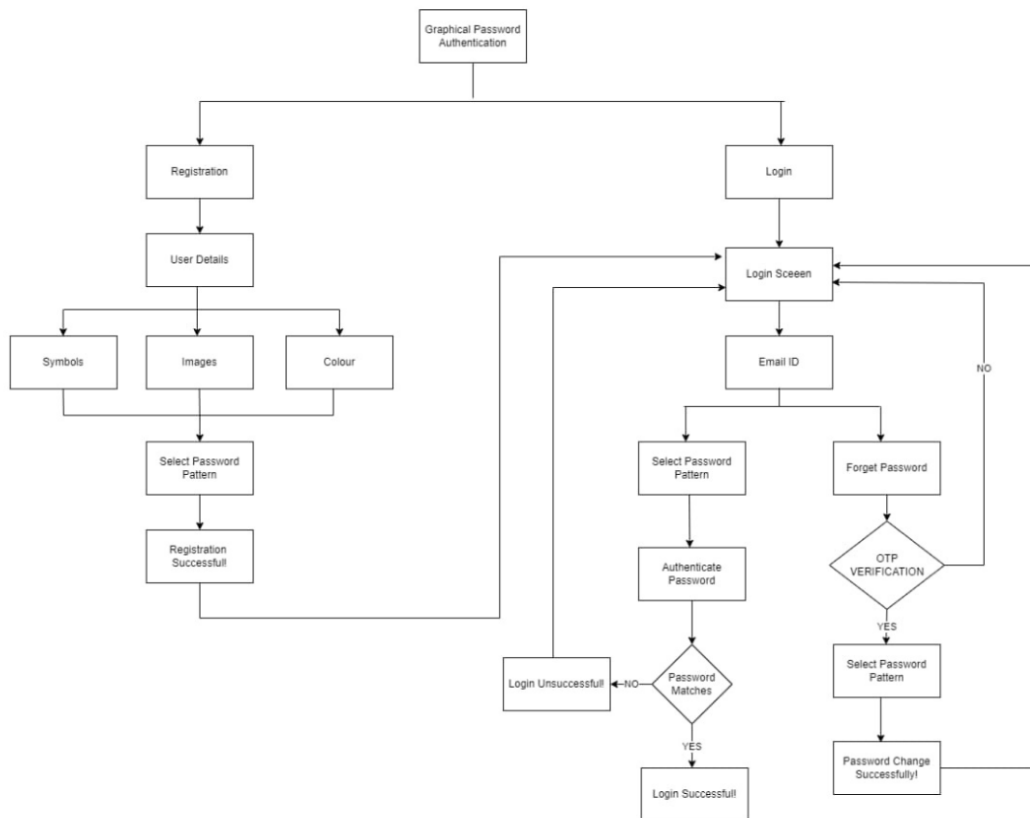 Graphical Password
Authentication
Registration
Login
User Details
Login Sceeen
Symbols
Images
Colour
Email ID
NO
Select Password
Pattern
Select Password
Pattern
Forget Password
Registration
Successful!
Authenticate
Password
OTP
VERIFICATION
YES
Login Unsuccessful!
NO
Password
Matches
Select Password
Pattern
YES
Password Change
Successfully!
Login Successful!